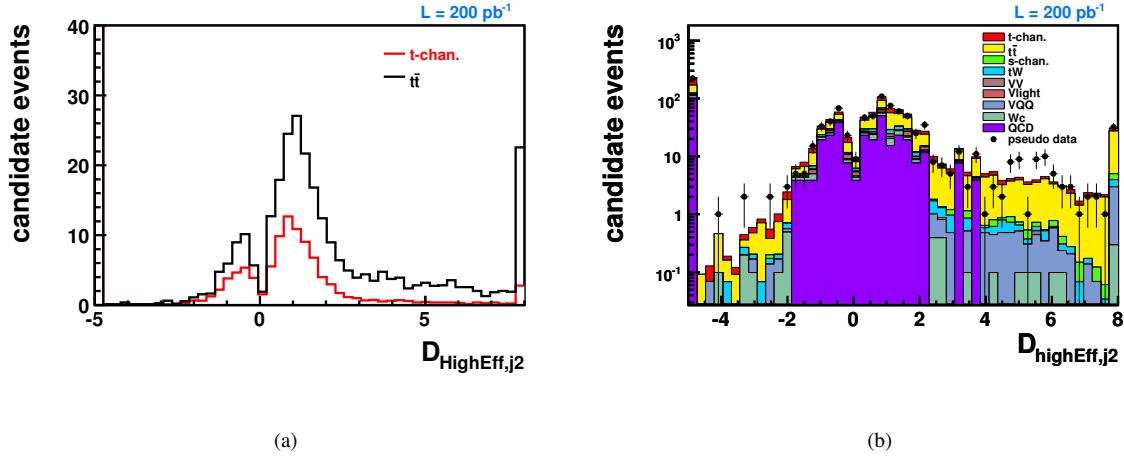 L = 200 pb⁻¹
candidate events
40
30
20
10
0
t-chan.
tt̄
-5
0
5
D_HighEff,j2
(a)
L = 200 pb⁻¹
candidate events
10³
10²
10
1
10⁻¹
t-chan.
tt̄
s-chan.
tW
VV
Vlight
VQQ
Wc
QCD
pseudo data
-4
-2
0
2
4
6
8
D_highEff,j2
(b)